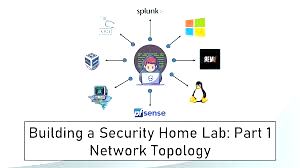 splunk>
pfsense
Building a Security Home Lab: Part 1
Network Topology